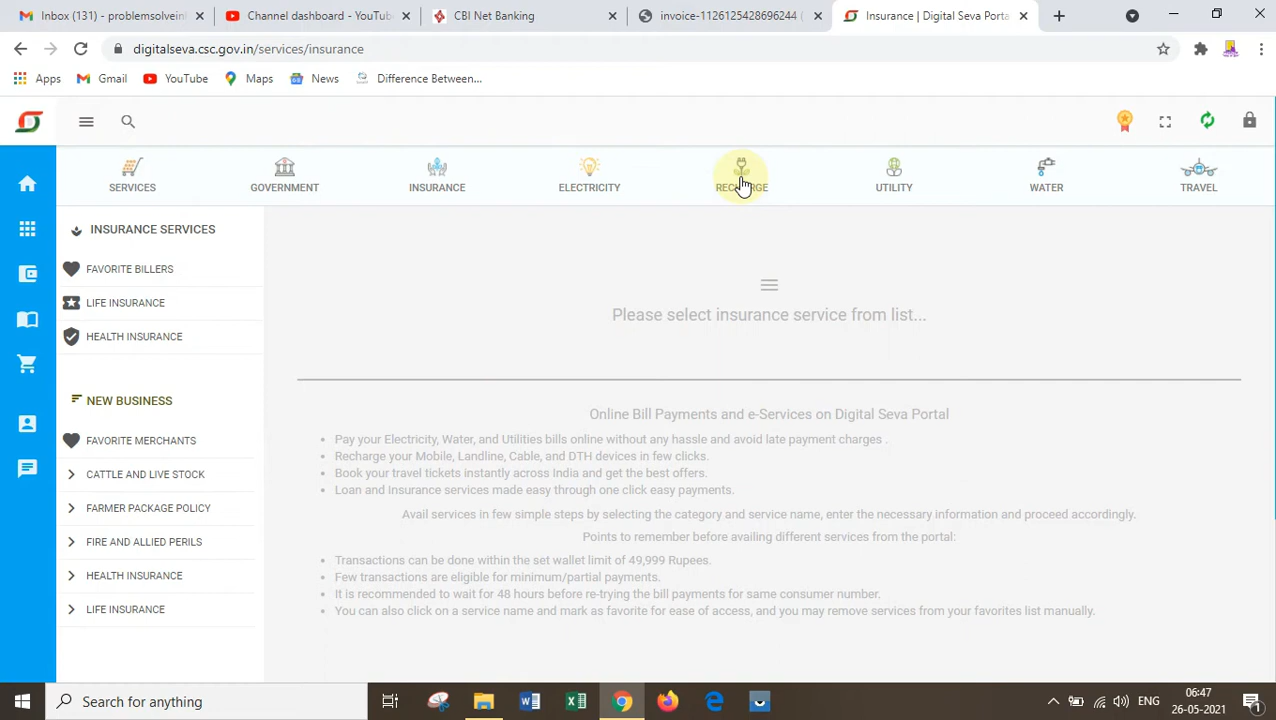 Inbox (131) - problemsolveint
Channel dashboard - YouTub
CBI Net Banking
invoice-1126125428696244 (
Insurance | Digital Seva Porta
digitalseva.csc.gov.in/services/insurance
Apps
Gmail
YouTube
Maps
News
Difference Between...
SERVICES
GOVERNMENT
INSURANCE
ELECTRICITY
RECHARGE
UTILITY
WATER
TRAVEL
INSURANCE SERVICES
FAVORITE BILLERS
LIFE INSURANCE
HEALTH INSURANCE
NEW BUSINESS
FAVORITE MERCHANTS
CATTLE AND LIVE STOCK
FARMER PACKAGE POLICY
FIRE AND ALLIED PERILS
HEALTH INSURANCE
LIFE INSURANCE
Please select insurance service from list...
Online Bill Payments and e-Services on Digital Seva Portal
Pay your Electricity, Water, and Utilities bills online without any hassle and avoid late payment charges .
Recharge your Mobile, Landline, Cable, and DTH devices in few clicks.
Book your travel tickets instantly across India and get the best offers.
Loan and Insurance services made easy through one click easy payments.
Avail services in few simple steps by selecting the category and service name, enter the necessary information and proceed accordingly.
Points to remember before availing different services from the portal:
Transactions can be done within the set wallet limit of 49,999 Rupees.
Few transactions are eligible for minimum/partial payments.
It is recommended to wait for 48 hours before re-trying the bill payments for same consumer number.
You can also click on a service name and mark as favorite for ease of access, and you may remove services from your favorites list manually.
Search for anything
ENG
06:47
26-05-2021
1